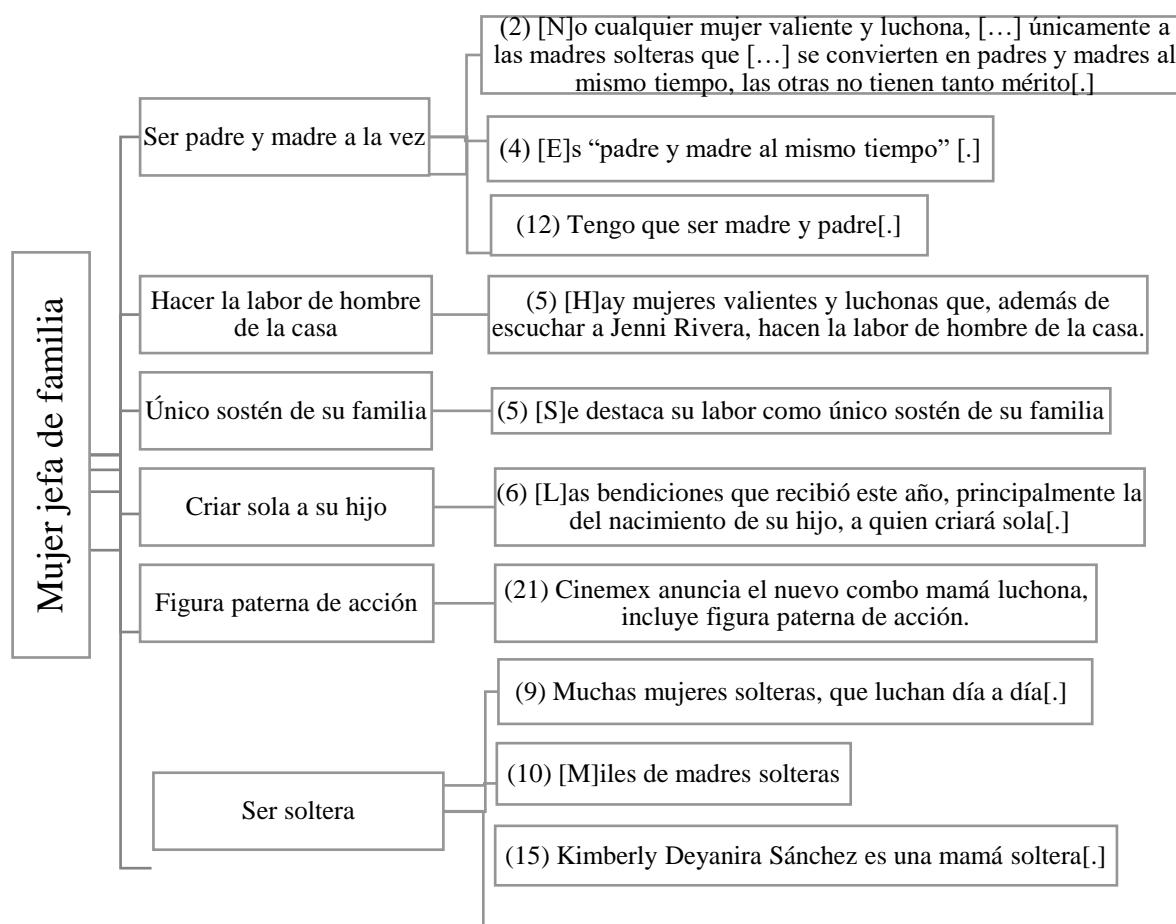 Mujer jefa de familia
Ser padre y madre a la vez
(2) [N]o cualquier mujer valiente y luchona, […] únicamente a
las madres solteras que […] se convierten en padres y madres al
mismo tiempo, las otras no tienen tanto mérito[.]
(4) [E]s “padre y madre al mismo tiempo” [.]
(12) Tengo que ser madre y padre[.]
Hacer la labor de hombre
de la casa
(5) [H]ay mujeres valientes y luchonas que, además de
escuchar a Jenni Rivera, hacen la labor de hombre de la casa.
Único sostén de su familia
(5) [S]e destaca su labor como único sostén de su familia
Criar sola a su hijo
(6) [L]as bendiciones que recibió este año, principalmente la
del nacimiento de su hijo, a quien criará sola[.]
Figura paterna de acción
(21) Cinemex anuncia el nuevo combo mamá luchona,
incluye figura paterna de acción.
Ser soltera
(9) Muchas mujeres solteras, que luchan día a día[.]
(10) [M]iles de madres solteras
(15) Kimberly Deyanira Sánchez es una mamá soltera[.]